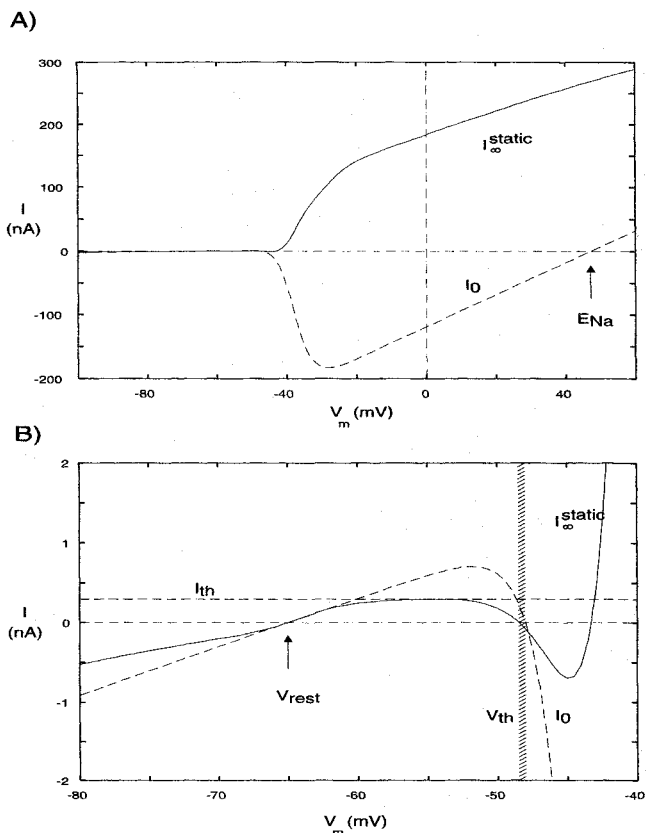 A)
300
200
100
0
-100
-200
I
(nA)
I∞static
I0
ENa
-80
-40
0
40
Vm (mV)
B)
2
1
0
-1
-2
I
(nA)
I∞static
Ith
Vrest
Vth
I0
-80
-70
-60
-50
-40
Vm (mV)